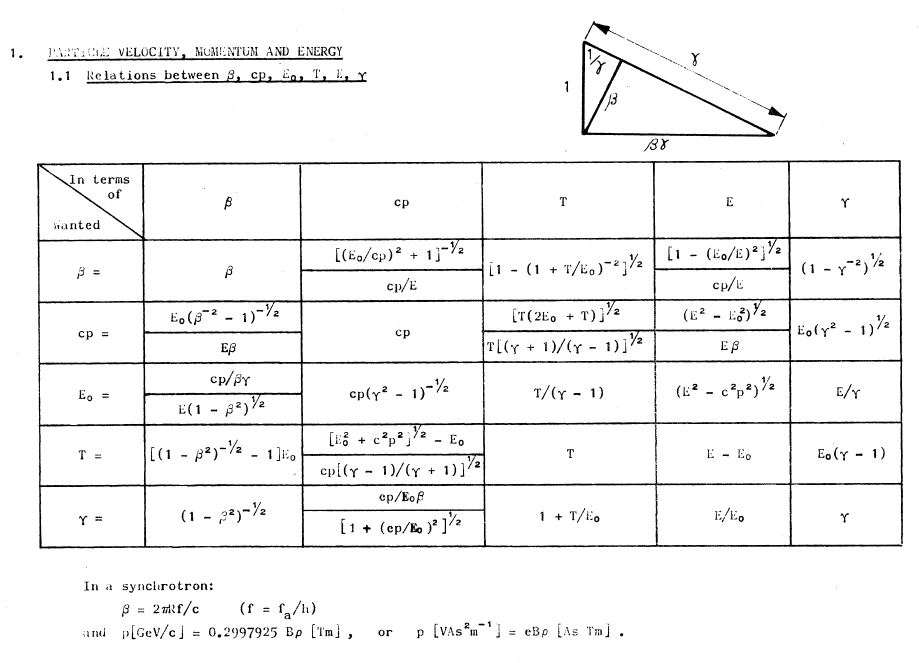 1. PARTICLE VELOCITY, MOMENTUM AND ENERGY
1.1 Relations between β, cp, E₀, T, E, γ
1/γ
γ
1
β
βγ
In terms of
Wanted
β
cp
T
E
γ
β =
β
[(E₀/cp)² + 1]^-1/2
cp/E
[1 - (1 + T/E₀)⁻²]^1/2
[1 - (E₀/E)²]^1/2
cp/E
(1 - γ⁻²)^1/2
cp =
E₀(β⁻² - 1)^-1/2
Eβ
cp
[T(2E₀ + T)]^1/2
T[(γ + 1)/(γ - 1)]^1/2
(E² - E₀²)^1/2
Eβ
E₀(γ² - 1)^1/2
E₀ =
cp/βγ
E(1 - β²)^1/2
cp(γ² - 1)^-1/2
T/(γ - 1)
(E² - c²p²)^1/2
E/γ
T =
[(1 - β²)^-1/2 - 1]E₀
[E₀² + c²p²]^1/2 - E₀
cp[(γ - 1)/(γ + 1)]^1/2
T
E - E₀
E₀(γ - 1)
γ =
(1 - β²)^-1/2
cp/E₀β
[1 + (cp/E₀)²]^1/2
1 + T/E₀
E/E₀
γ
In a synchrotron:
β = 2πRf/c (f = fₐ/h)
and p[GeV/c] = 0.2997925 Bρ [Tm], or p [VAs²m⁻¹] = eBρ [As Tm].